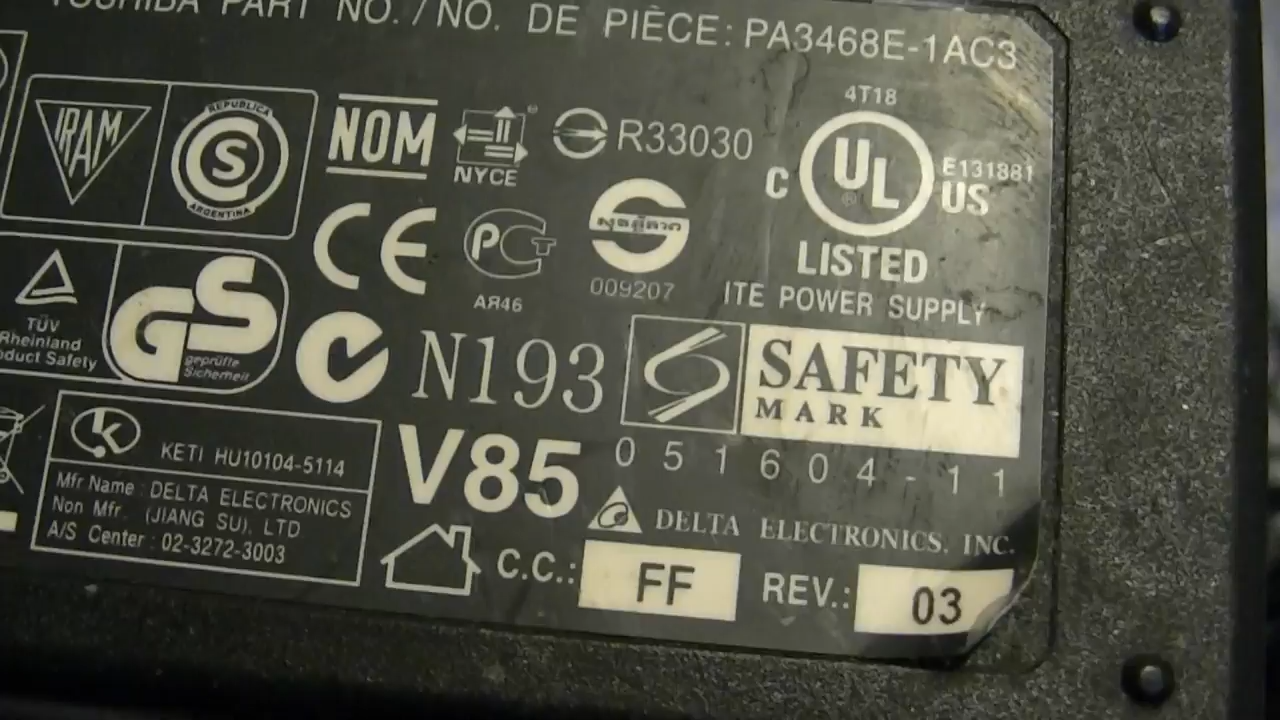 TOSHIBA PART NO./NO. DE PIÈCE: PA3468E-1AC3
IRAM
REPUBLICA
S
ARGENTINA
NOM
NYCE
R33030
4T18
C UL US
E131881
LISTED
ITE POWER SUPPLY
CE
PCT
АЯ46
009207
TÜV
Rheinland
Product Safety
GS
geprüfte
Sicherheit
N193
SAFETY
MARK
051604-11
K
KETI HU10104-5114
Mfr Name : DELTA ELECTRONICS
Non Mfr. (JIANG SU), LTD
A/S Center : 02-3272-3003
V85
DELTA ELECTRONICS, INC.
C.C.: FF
REV.: 03